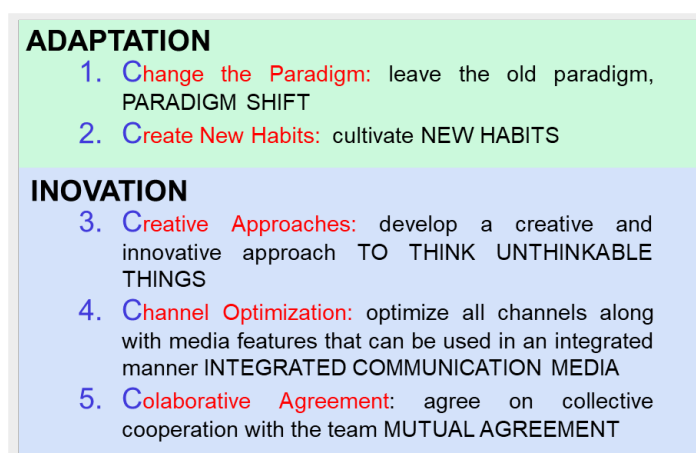 ADAPTATION
1. Change the Paradigm: leave the old paradigm,
PARADIGM SHIFT
2. Create New Habits: cultivate NEW HABITS
INOVATION
3. Creative Approaches: develop a creative and
innovative approach TO THINK UNTHINKABLE
THINGS
4. Channel Optimization: optimize all channels along
with media features that can be used in an integrated
manner INTEGRATED COMMUNICATION MEDIA
5. Colaborative Agreement: agree on collective
cooperation with the team MUTUAL AGREEMENT